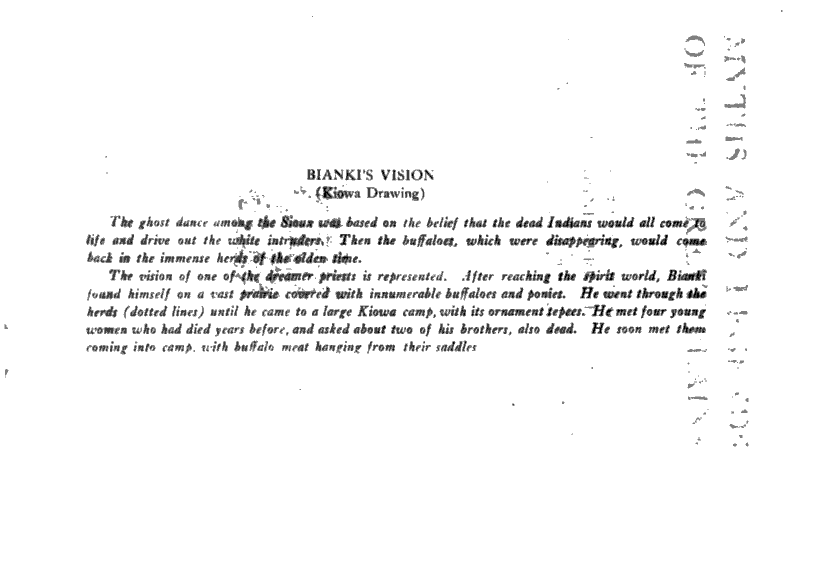 BIANKI'S VISION
(Kiowa Drawing)
The ghost dance among the Sioux was based on the belief that the dead Indians would all come to
life and drive out the white intruders. Then the buffaloes, which were disappearing, would come
back in the immense herds of the olden time.
The vision of one of the dreamer priests is represented. After reaching the spirit world, Bianki
found himself on a vast prairie covered with innumerable buffaloes and ponies. He went through the
herds (dotted lines) until he came to a large Kiowa camp, with its ornament tepees. He met four young
women who had died years before, and asked about two of his brothers, also dead. He soon met them
coming into camp, with buffalo meat hanging from their saddles
MYTHS AND
OF THE